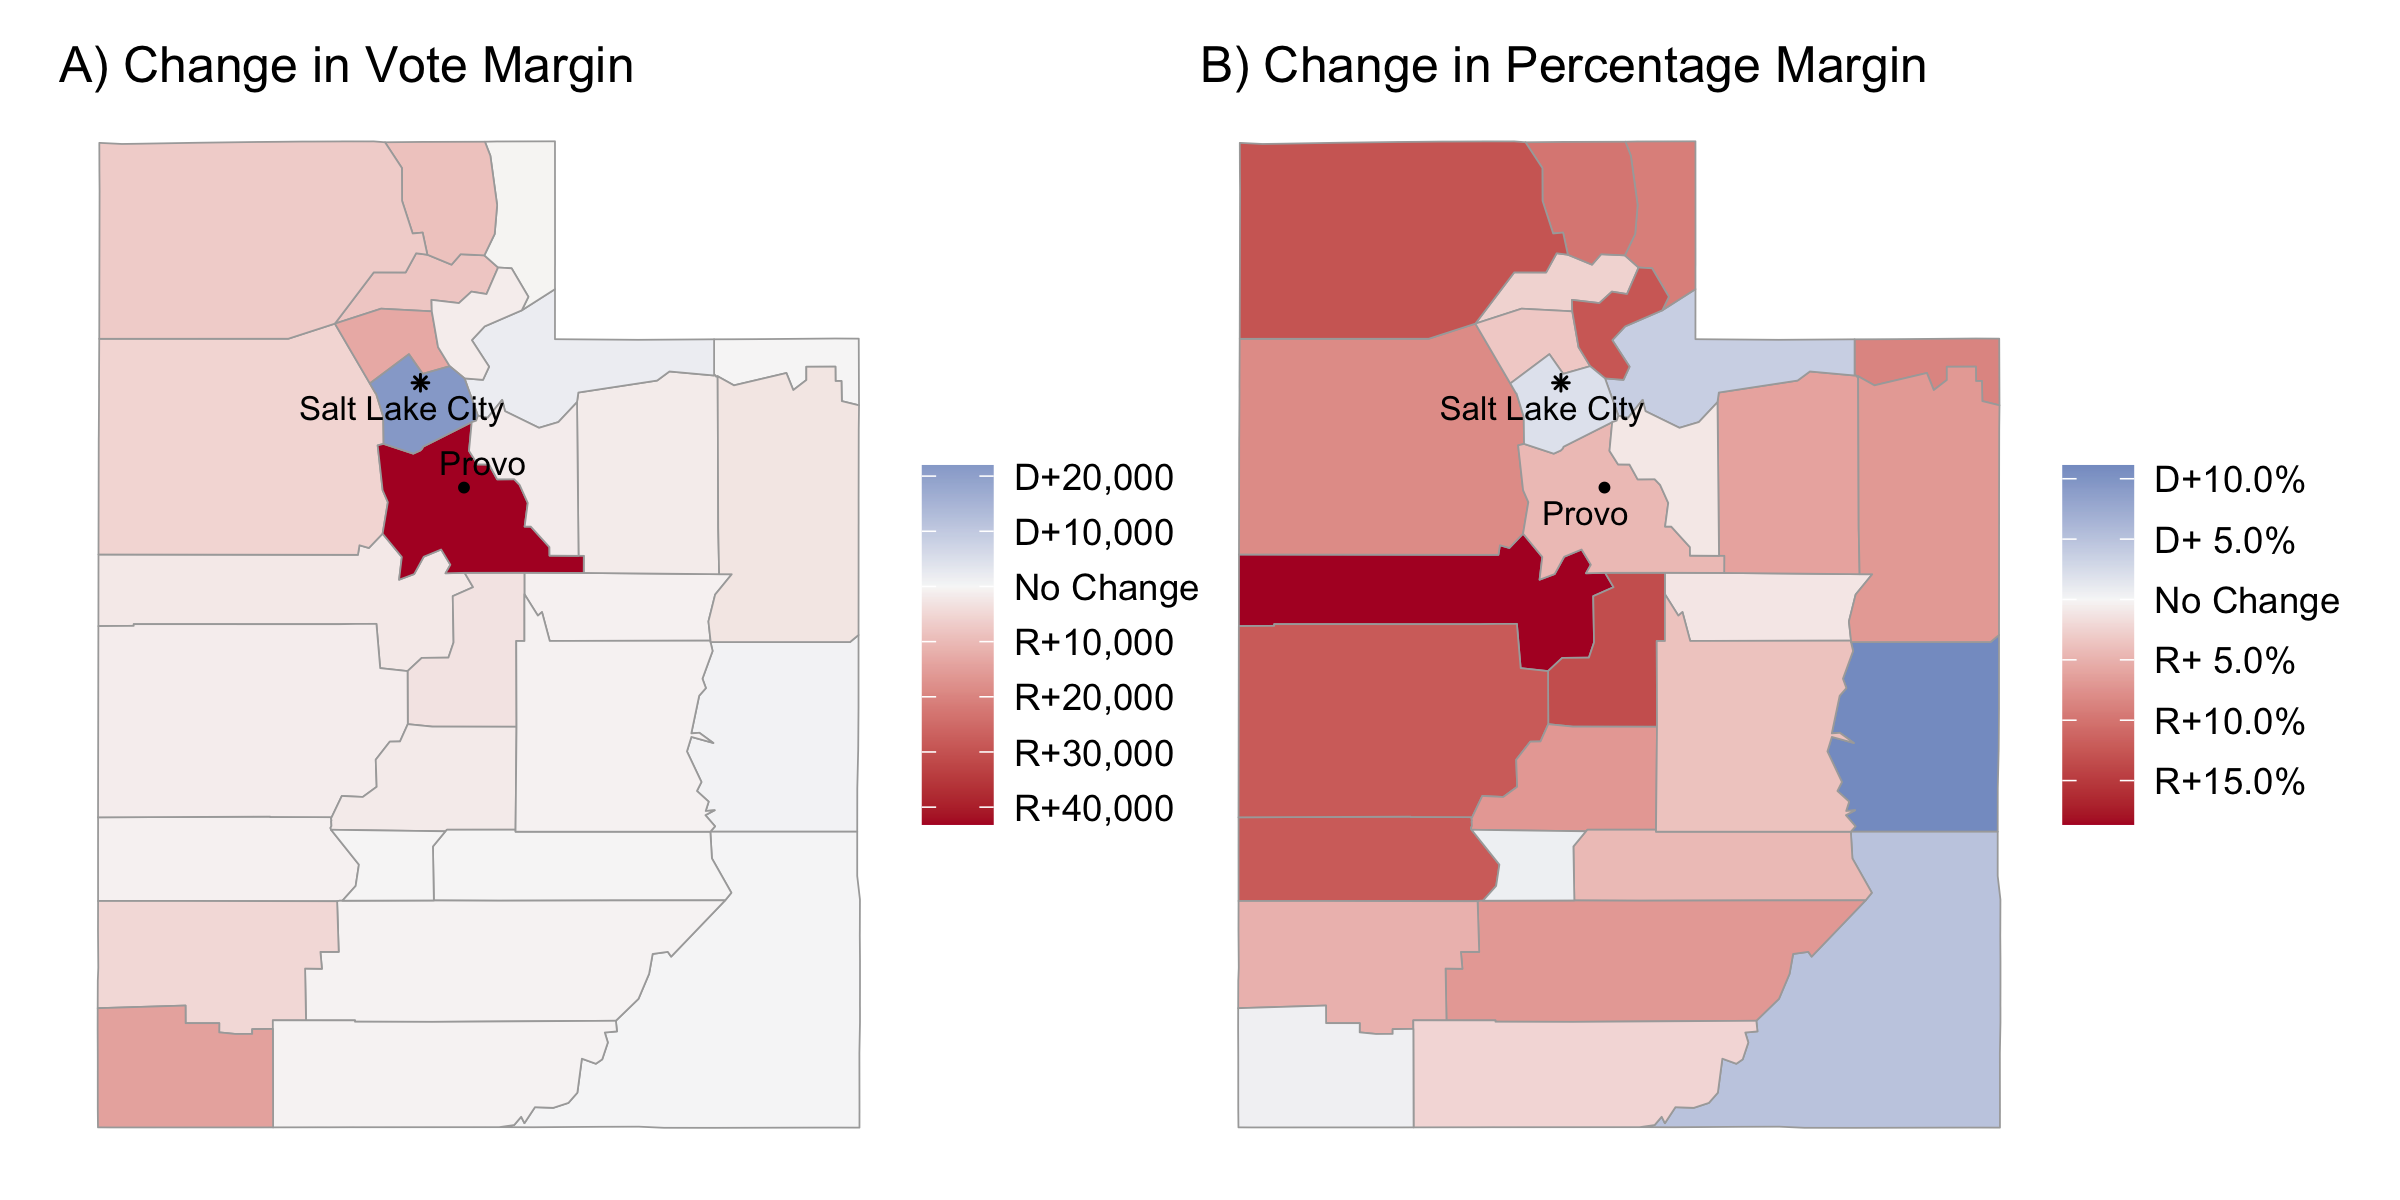 A) Change in Vote Margin
Salt Lake City
Provo
D+20,000
D+10,000
No Change
R+10,000
R+20,000
R+30,000
R+40,000
B) Change in Percentage Margin
Salt Lake City
Provo
D+10.0%
D+ 5.0%
No Change
R+ 5.0%
R+10.0%
R+15.0%